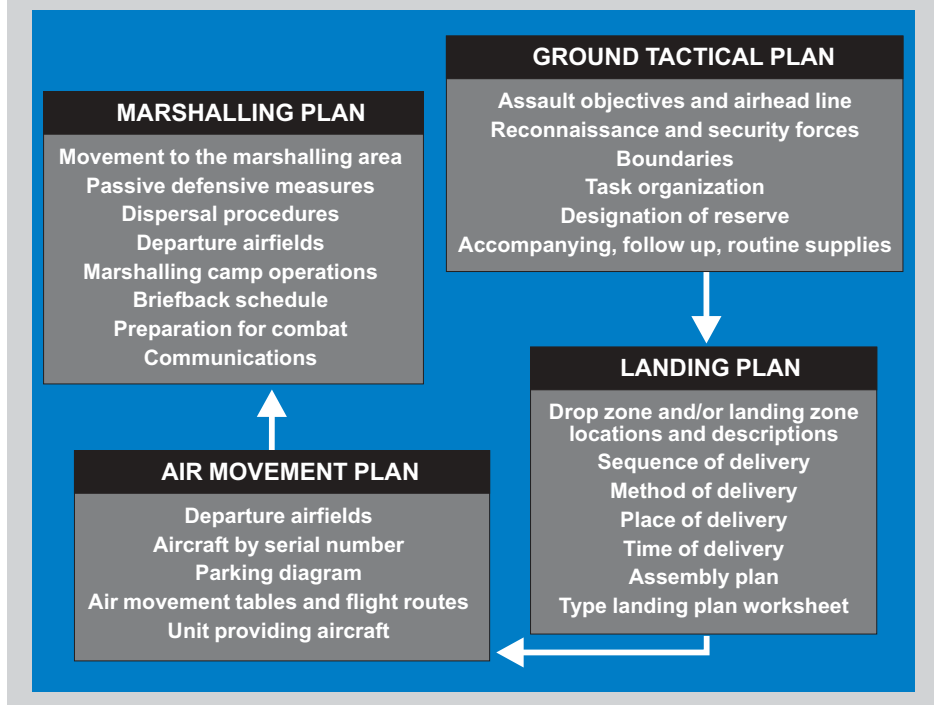 GROUND TACTICAL PLAN
Assault objectives and airhead line
Reconnaissance and security forces
Boundaries
Task organization
Designation of reserve
Accompanying, follow up, routine supplies
LANDING PLAN
Drop zone and/or landing zone
locations and descriptions
Sequence of delivery
Method of delivery
Place of delivery
Time of delivery
Assembly plan
Type landing plan worksheet
AIR MOVEMENT PLAN
Departure airfields
Aircraft by serial number
Parking diagram
Air movement tables and flight routes
Unit providing aircraft
MARSHALLING PLAN
Movement to the marshalling area
Passive defensive measures
Dispersal procedures
Departure airfields
Marshalling camp operations
Briefback schedule
Preparation for combat
Communications